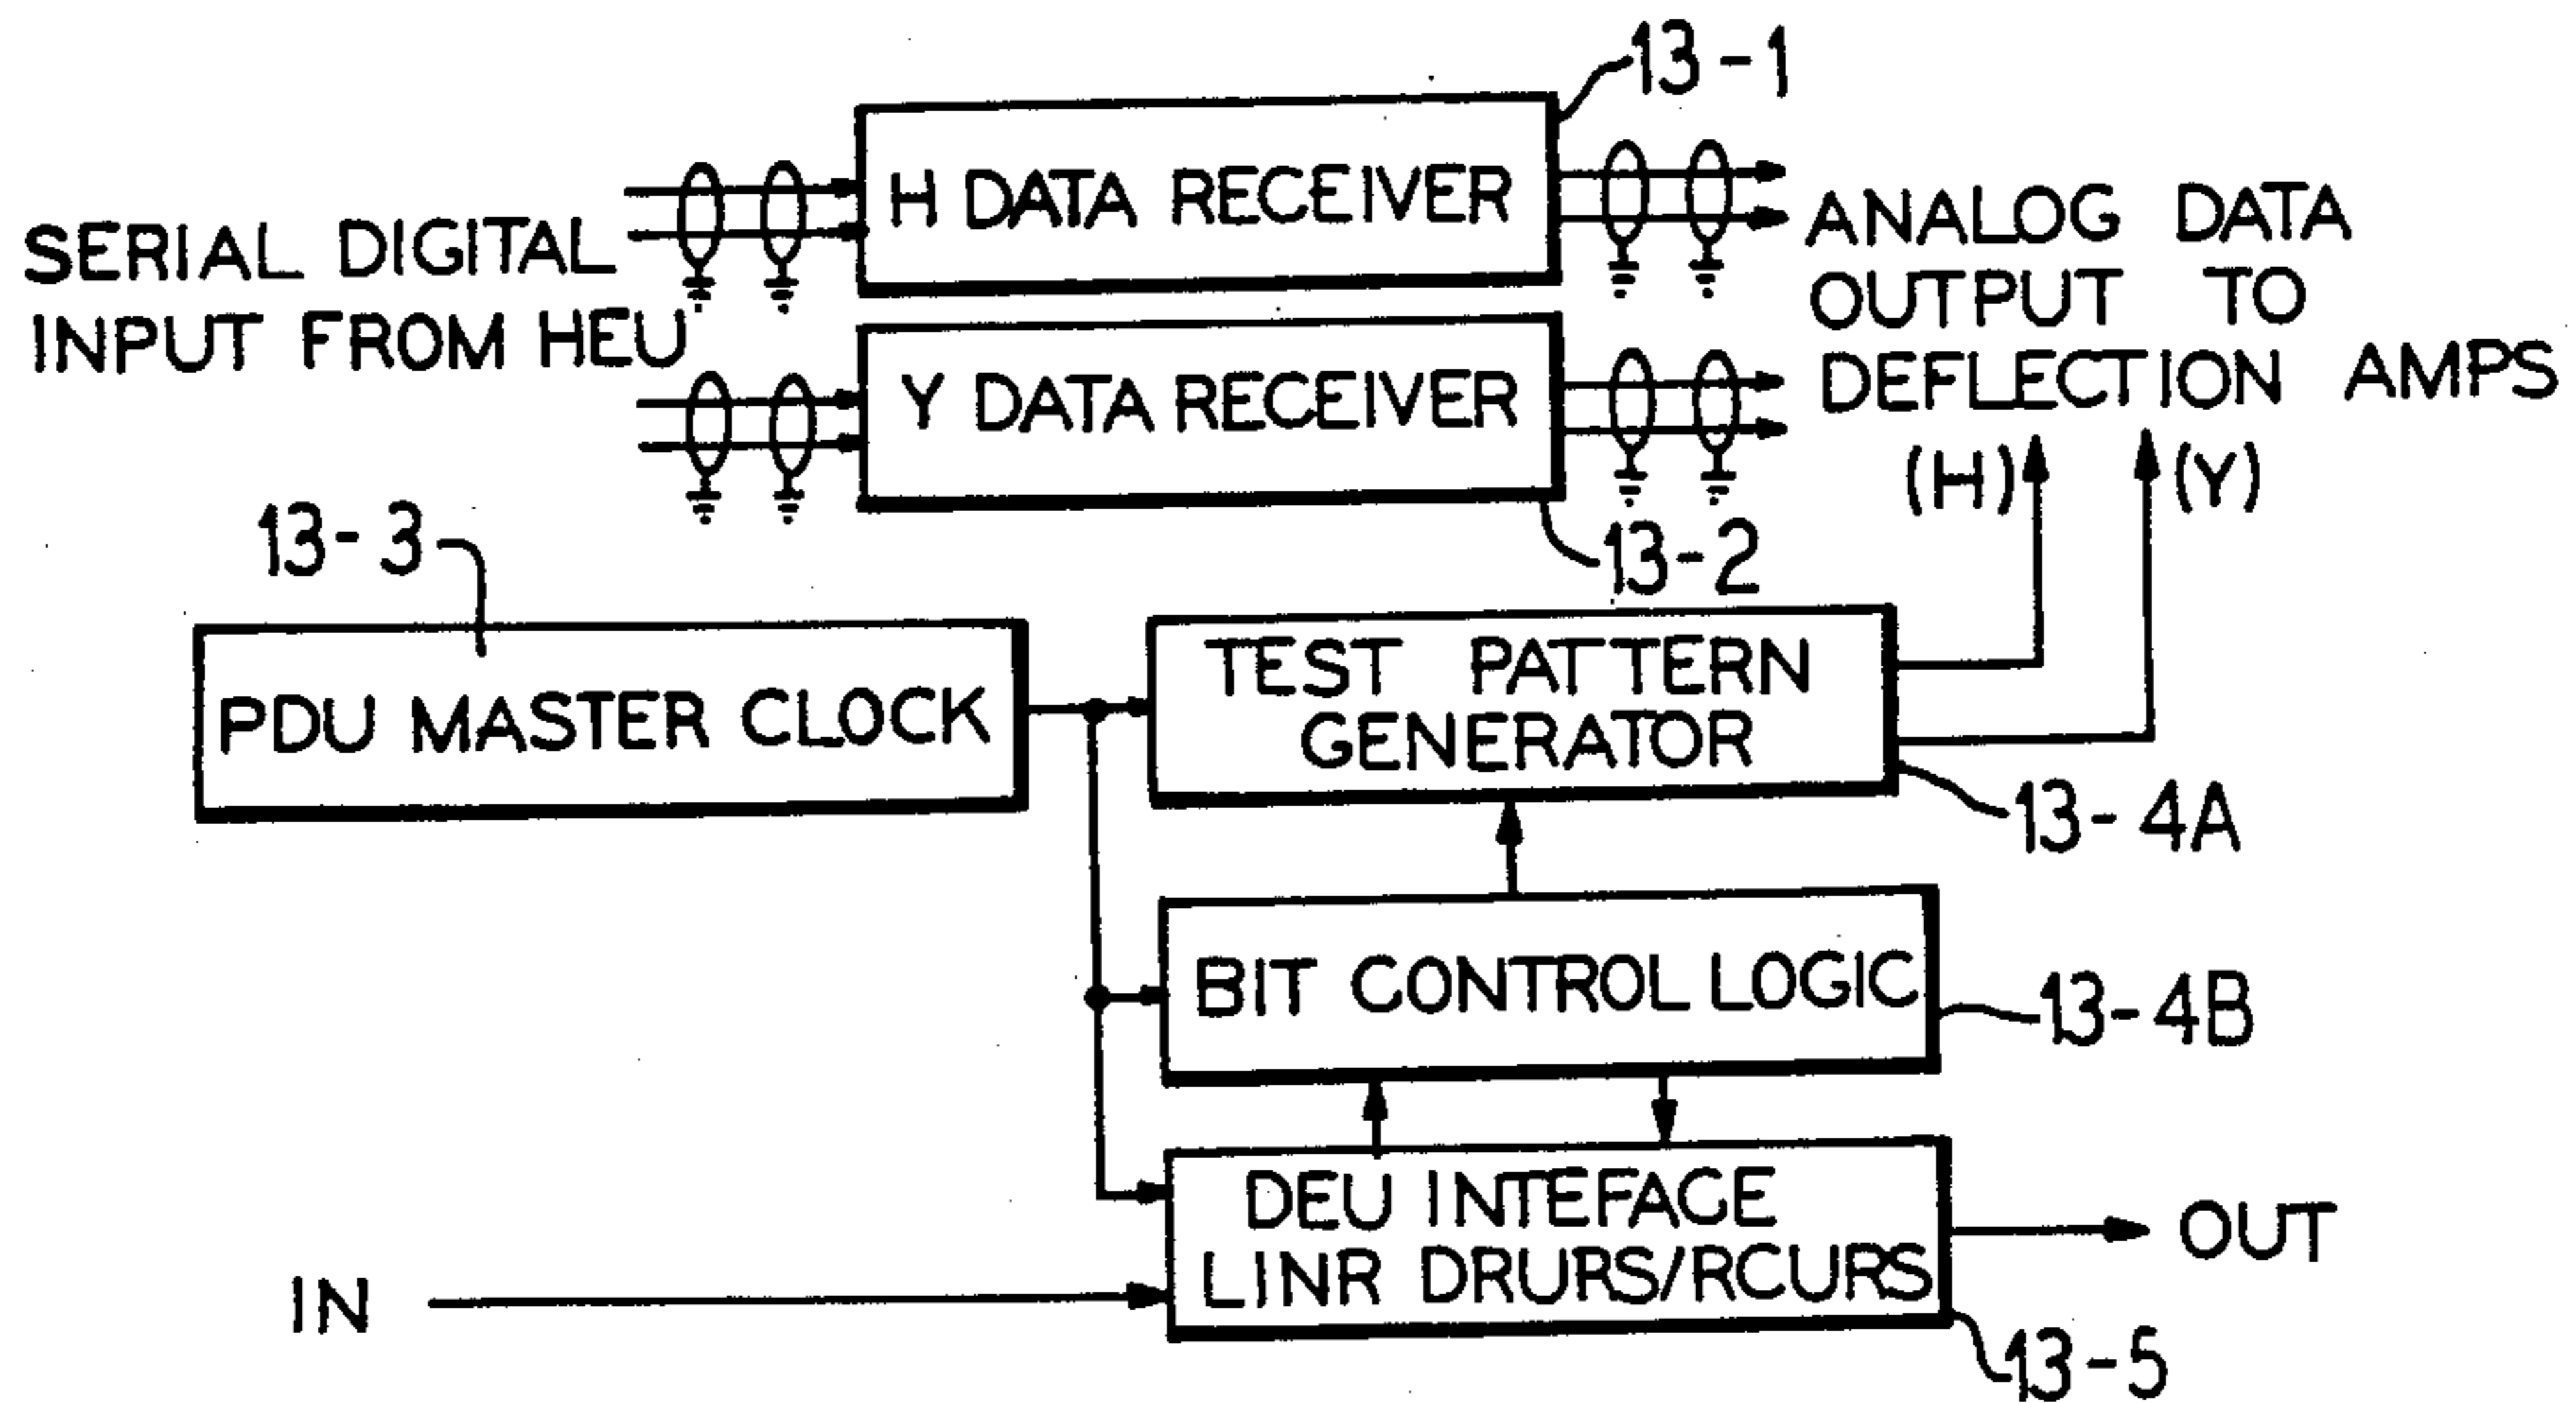 13-1
H DATA RECEIVER
SERIAL DIGITAL
INPUT FROM HEU
ANALOG DATA
OUTPUT TO
DEFLECTION AMPS
Y DATA RECEIVER
(H)
(Y)
13-2
13-3
PDU MASTER CLOCK
TEST PATTERN
GENERATOR
13-4A
BIT CONTROL LOGIC
13-4B
DEU INTEFACE
LINR DRURS/RCURS
IN
OUT
13-5